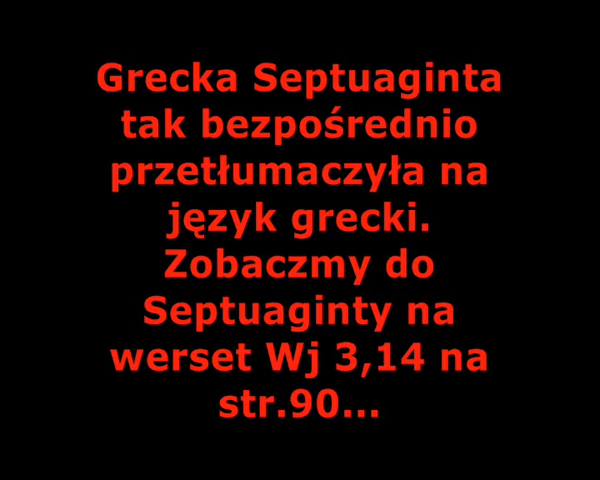 Grecka Septuaginta
tak bezpośrednio
przetłumaczyła na
język grecki.
Zobaczmy do
Septuaginty na
werset Wj 3,14 na
str.90...